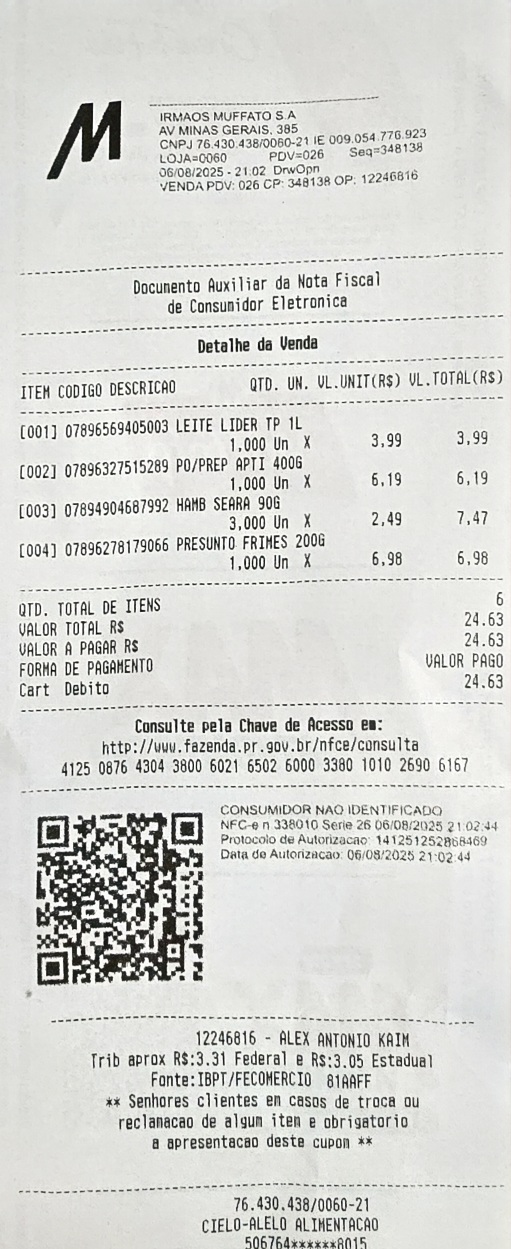 M
IRMAOS MUFFATO S.A
AV MINAS GERAIS, 385
CNPJ 76.430.438/0060-21 IE 009.054.776.923
LOJA=0060 PDV=026 Seq=348138
06/08/2025 - 21:02 DrwOpn
VENDA PDV: 026 CP: 348138 OP: 12246816
Documento Auxiliar da Nota Fiscal
de Consumidor Eletronica
Detalhe da Venda
ITEM CODIGO DESCRICAO QTD. UN. VL.UNIT(R$) VL.TOTAL(R$)
[001] 07896569405003 LEITE LIDER TP 1L
1,000 Un X 3,99 3,99
[002] 07896327515289 PO/PREP APTI 400G
1,000 Un X 6,19 6,19
[003] 07894904687992 HAMB SEARA 90G
3,000 Un X 2,49 7,47
[004] 07896278179066 PRESUNTO FRIMES 200G
1,000 Un X 6,98 6,98
QTD. TOTAL DE ITENS 6
VALOR TOTAL R$ 24.63
VALOR A PAGAR R$ 24.63
FORMA DE PAGAMENTO VALOR PAGO
Cart Debito 24.63
Consulte pela Chave de Acesso em:
http://www.fazenda.pr.gov.br/nfce/consulta
4125 0876 4304 3800 6021 6502 6000 3380 1010 2690 6167
CONSUMIDOR NAO IDENTIFICADO
NFC-e n 338010 Serie 26 06/08/2025 21:02:44
Protocolo de Autorizacao: 141251252868469
Data de Autorizacao: 06/08/2025 21:02:44
12246816 - ALEX ANTONIO KAIM
Trib aprox R$:3.31 Federal e R$:3.05 Estadual
Fonte:IBPT/FECOMERCIO 81AAFF
** Senhores clientes em casos de troca ou
reclamacao de algum item e obrigatorio
a apresentacao deste cupom **
76.430.438/0060-21
CIELO-ALELO ALIMENTACAO
506764******8015